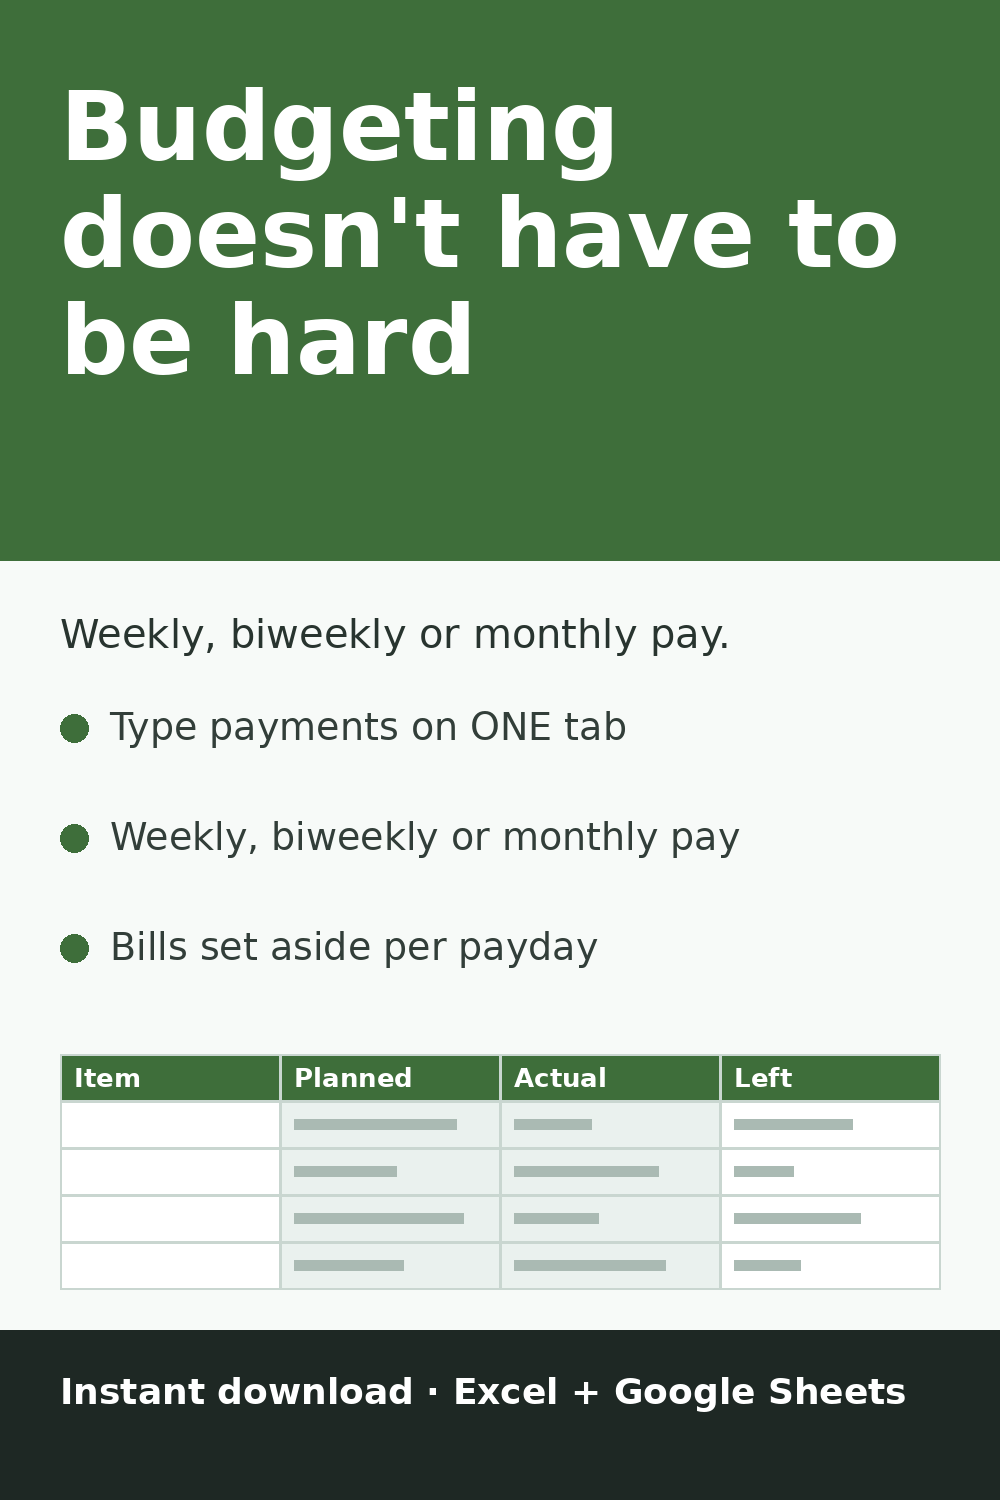 Budgeting
doesn't have to
be hard
Weekly, biweekly or monthly pay.
Type payments on ONE tab
Weekly, biweekly or monthly pay
Bills set aside per payday
Item Planned Actual Left
Instant download · Excel + Google Sheets